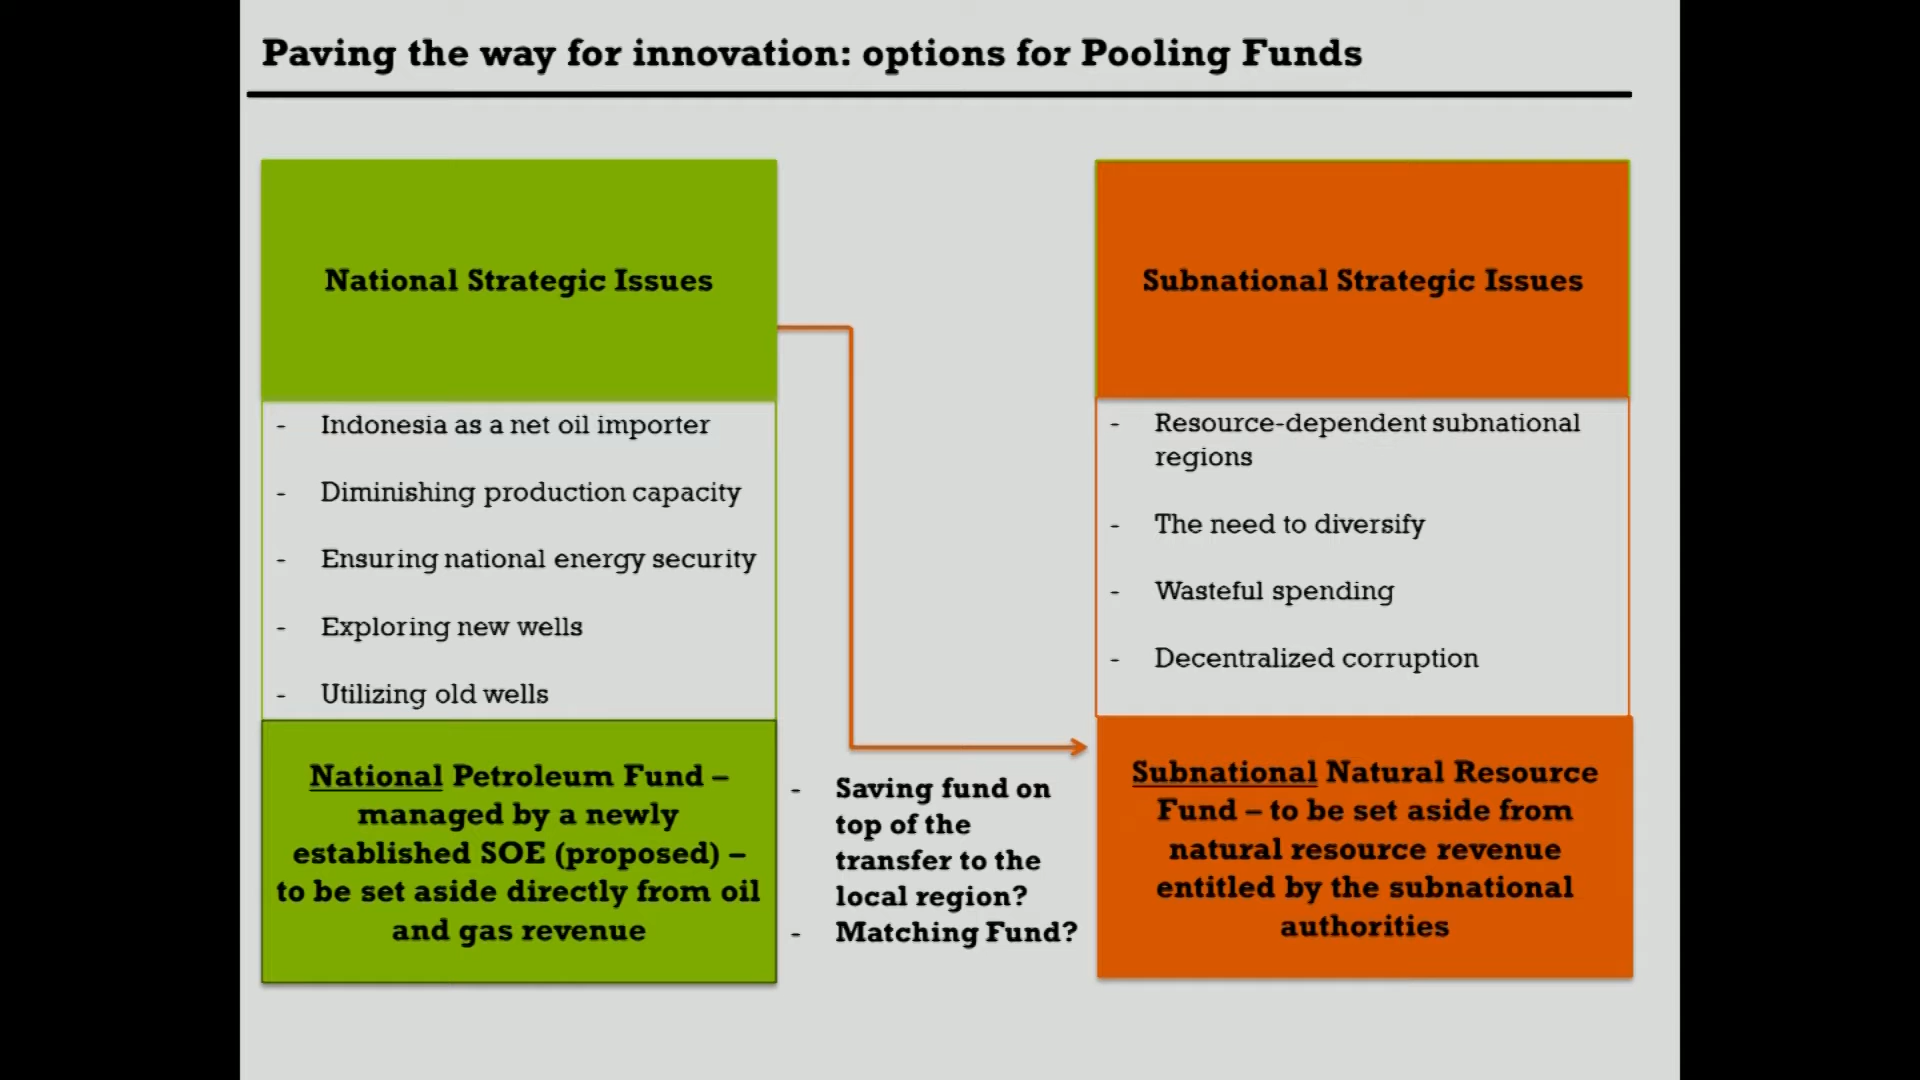 Paving the way for innovation: options for Pooling Funds
National Strategic Issues
- Indonesia as a net oil importer
- Diminishing production capacity
- Ensuring national energy security
- Exploring new wells
- Utilizing old wells
National Petroleum Fund –
managed by a newly
established SOE (proposed) –
to be set aside directly from oil
and gas revenue
- Saving fund on
top of the
transfer to the
local region?
- Matching Fund?
Subnational Strategic Issues
- Resource-dependent subnational
regions
- The need to diversify
- Wasteful spending
- Decentralized corruption
Subnational Natural Resource
Fund – to be set aside from
natural resource revenue
entitled by the subnational
authorities